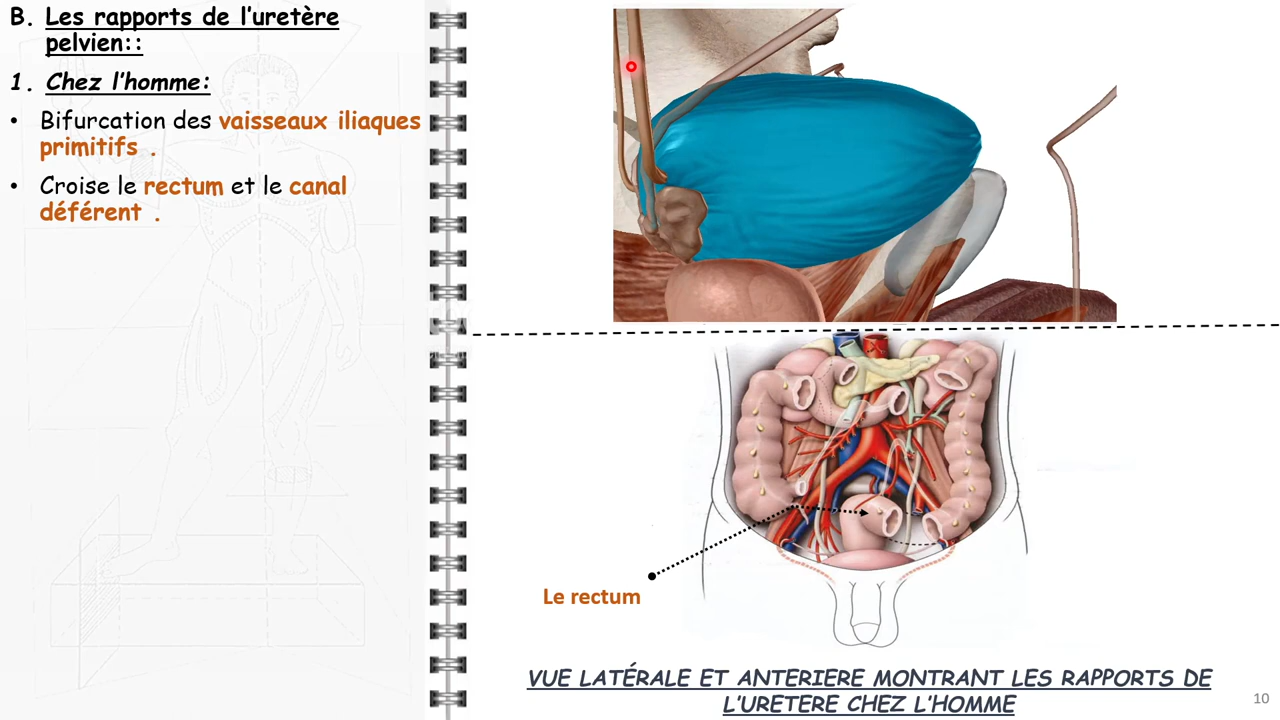 B. Les rapports de l'uretère
pelvien::
1. Chez l'homme:
• Bifurcation des vaisseaux iliaques
primitifs .
• Croise le rectum et le canal
déférent .
Le rectum
VUE LATÉRALE ET ANTERIERE MONTRANT LES RAPPORTS DE
L'URETERE CHEZ L'HOMME
10